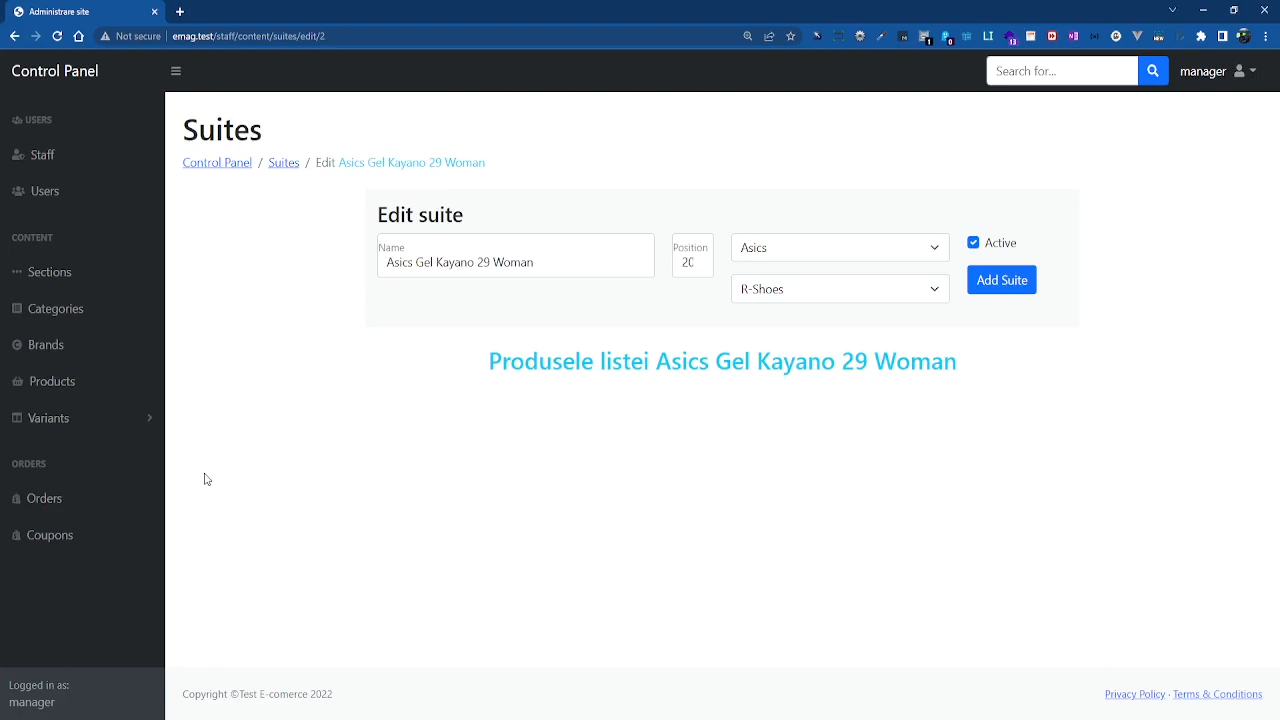 Administrare site
Not secure
emag.test/staff/content/suites/edit/2
Control Panel
Search for...
manager
USERS
Staff
Users
CONTENT
Sections
Categories
Brands
Products
Variants
ORDERS
Orders
Coupons
Logged in as:
manager
Suites
Control Panel / Suites / Edit Asics Gel Kayano 29 Woman
Edit suite
Name
Asics Gel Kayano 29 Woman
Position
20
Asics
R-Shoes
Active
Add Suite
Produsele listei Asics Gel Kayano 29 Woman
Copyright ©Test E-comerce 2022
Privacy Policy · Terms & Conditions